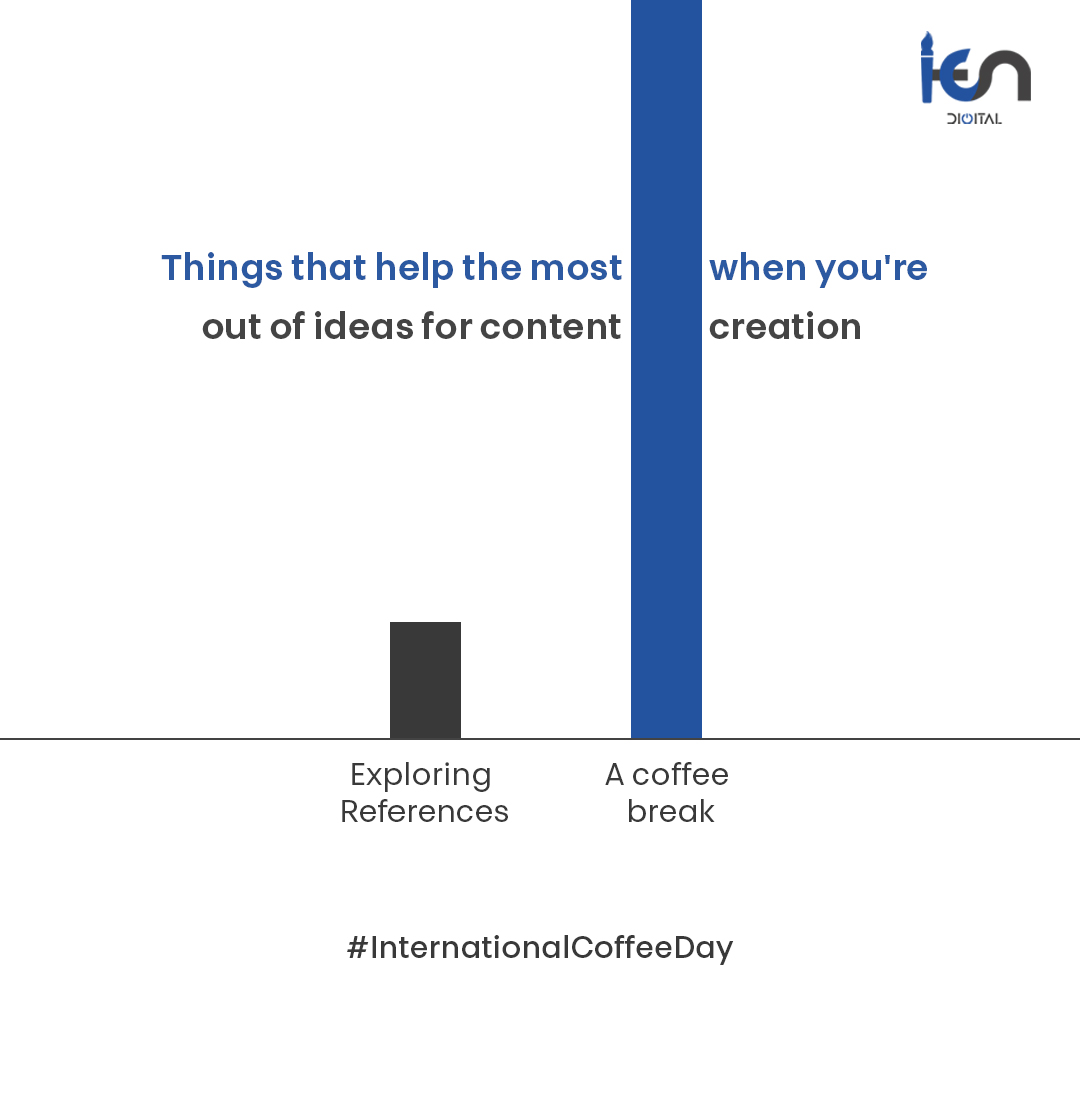 ien
DIGITAL
Things that help the most when you're
out of ideas for content creation
Exploring
References
A coffee
break
#InternationalCoffeeDay